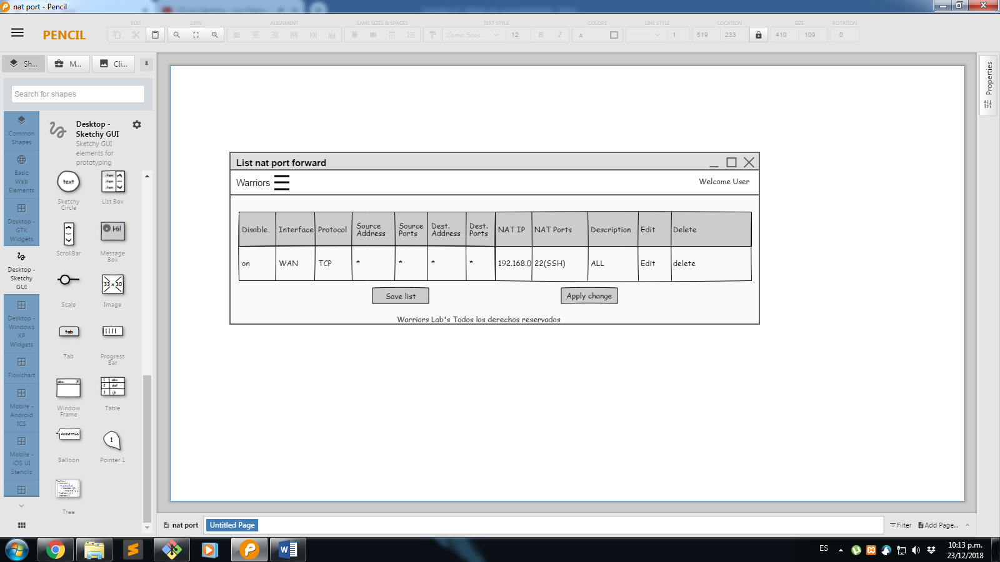 nat port - Pencil
EDIT
100%
ALIGNMENT
SAME SIZES & SPACES
TEXT STYLE
COLORS
LINE STYLE
LOCATION
SIZE
ROTATION
PENCIL
Comic Sans ...
12
B
I
A
1
519
233
410
109
0
Sh...
M...
Cli...
Properties
Search for shapes
Common Shapes
Basic Web Elements
Desktop - GTK Widgets
Desktop - Sketchy GUI
Desktop - Windows XP Widgets
Flowchart
Mobile - Android ICS
Mobile - iOS UI Stencils
Desktop - Sketchy GUI
Sketchy GUI elements for prototyping
text
item
item
item
Sketchy Circle
List Box
Hi!
ScrollBar
Message Box
33 x 30
Scale
Image
tab
Tab
Progress Bar
abc
X
1 abc
2 def
3 ijk
Window Frame
Table
Annotation
1
Balloon
Pointer 1
Tree
List nat port forward
Warriors
Welcome User
Disable Interface Protocol Source Address Source Ports Dest. Address Dest. Ports NAT IP NAT Ports Description Edit Delete
on WAN TCP * * * * 192.168.0 22(SSH) ALL Edit delete
Save list
Apply change
Warriors Lab's Todos los derechos reservados
nat port
Untitled Page
Filter
Add Page...
ES
10:13 p.m.
23/12/2018